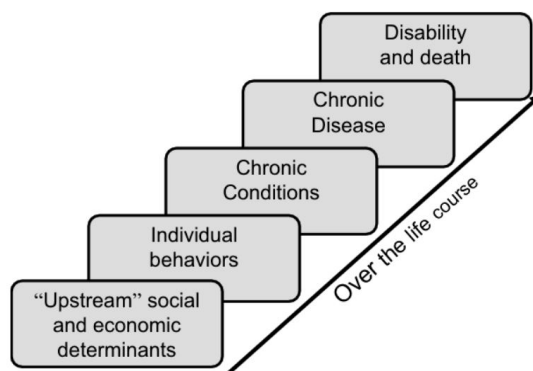 Disability
and death
Chronic
Disease
Chronic
Conditions
Individual
behaviors
“Upstream” social
and economic
determinants
Over the life course